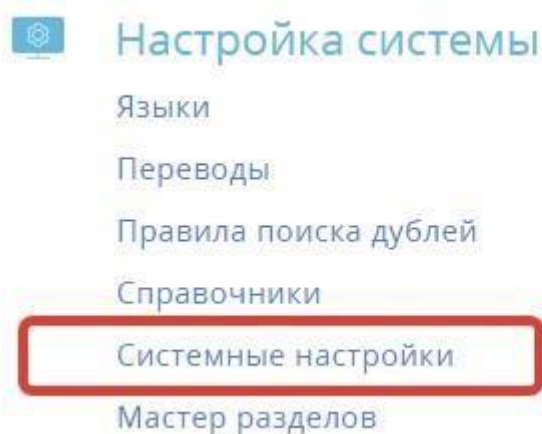 Настройка системы
Языки
Переводы
Правила поиска дублей
Справочники
Системные настройки
Мастер разделов